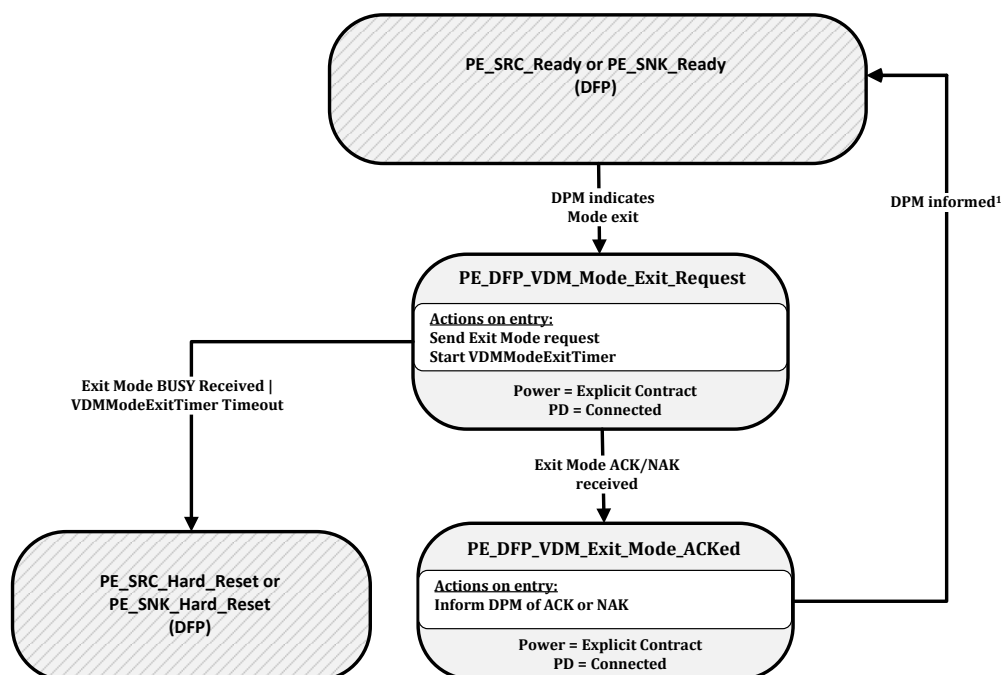 PE_SRC_Ready or PE_SNK_Ready
(DFP)
DPM indicates
Mode exit
DPM informed¹
PE_DFP_VDM_Mode_Exit_Request
Actions on entry:
Send Exit Mode request
Start VDMModeExitTimer
Power = Explicit Contract
PD = Connected
Exit Mode BUSY Received |
VDMModeExitTimer Timeout
Exit Mode ACK/NAK
received
PE_SRC_Hard_Reset or
PE_SNK_Hard_Reset
(DFP)
PE_DFP_VDM_Exit_Mode_ACKed
Actions on entry:
Inform DPM of ACK or NAK
Power = Explicit Contract
PD = Connected